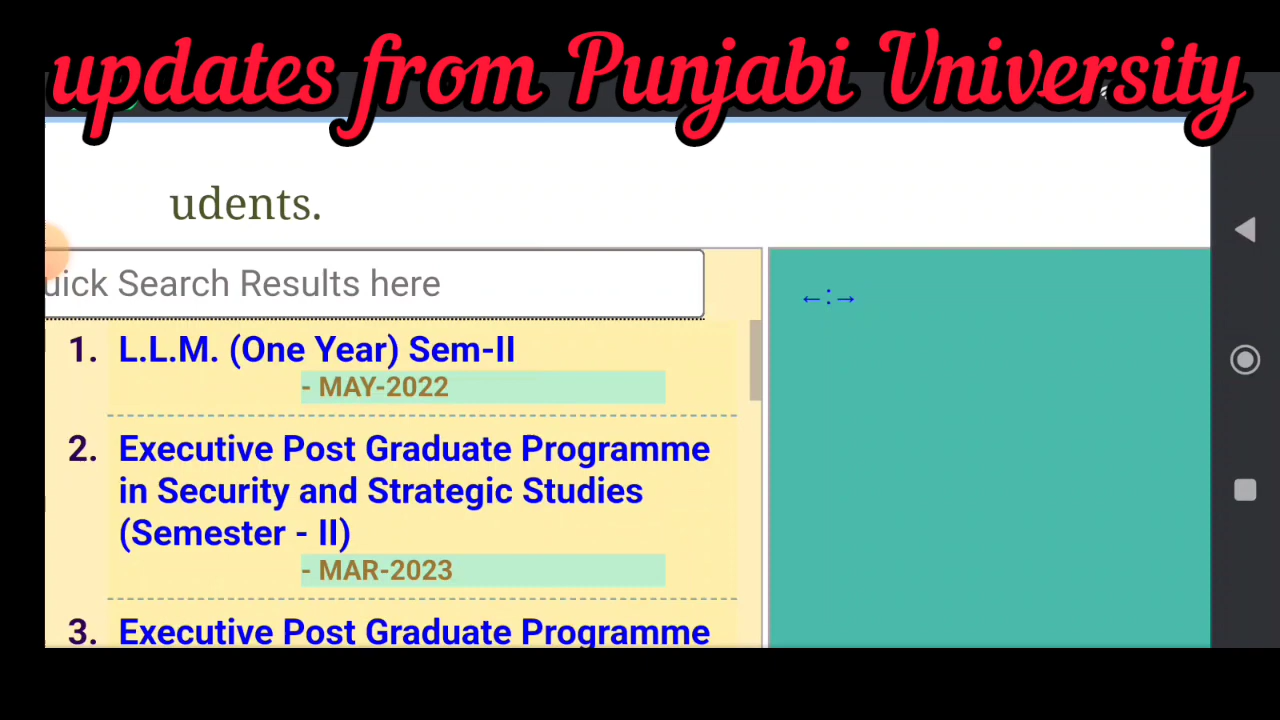 updates from Punjabi University
udents.
uick Search Results here
1. L.L.M. (One Year) Sem-II
- MAY-2022
2. Executive Post Graduate Programme
in Security and Strategic Studies
(Semester - II)
- MAR-2023
3. Executive Post Graduate Programme
←:→